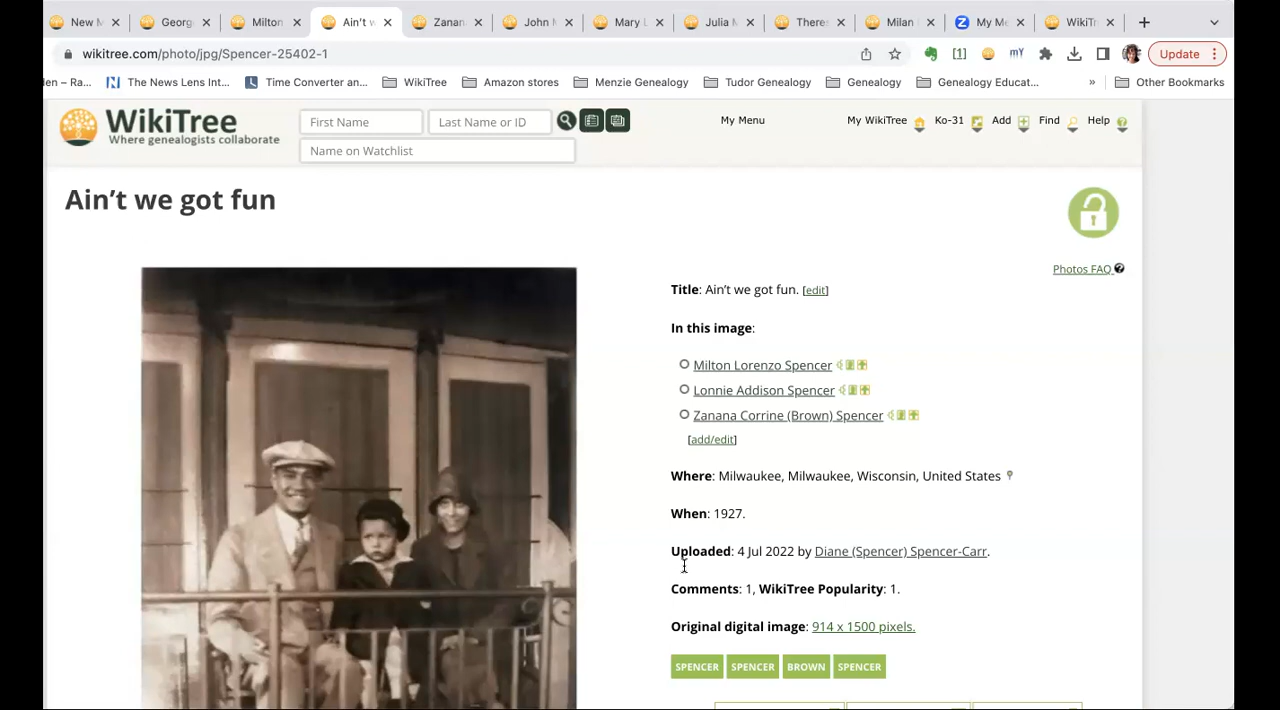 New M
Georg
Milton
Ain't w
Zanan
John M
Mary L
Julia M
Theres
Milan
My Me
WikiTr
wikitree.com/photo/jpg/Spencer-25402-1
[1]
mY
Update
len – Ra...
The News Lens Int...
Time Converter an...
WikiTree
Amazon stores
Menzie Genealogy
Tudor Genealogy
Genealogy
Genealogy Educat...
»
Other Bookmarks
WikiTree
Where genealogists collaborate
First Name
Last Name or ID
Name on Watchlist
My Menu
My WikiTree
Ko-31
Add
Find
Help
Ain't we got fun
Photos FAQ
Title: Ain't we got fun. [edit]
In this image:
Milton Lorenzo Spencer
Lonnie Addison Spencer
Zanana Corrine (Brown) Spencer
[add/edit]
Where: Milwaukee, Milwaukee, Wisconsin, United States
When: 1927.
Uploaded: 4 Jul 2022 by Diane (Spencer) Spencer-Carr.
Comments: 1, WikiTree Popularity: 1.
Original digital image: 914 x 1500 pixels.
SPENCER SPENCER BROWN SPENCER